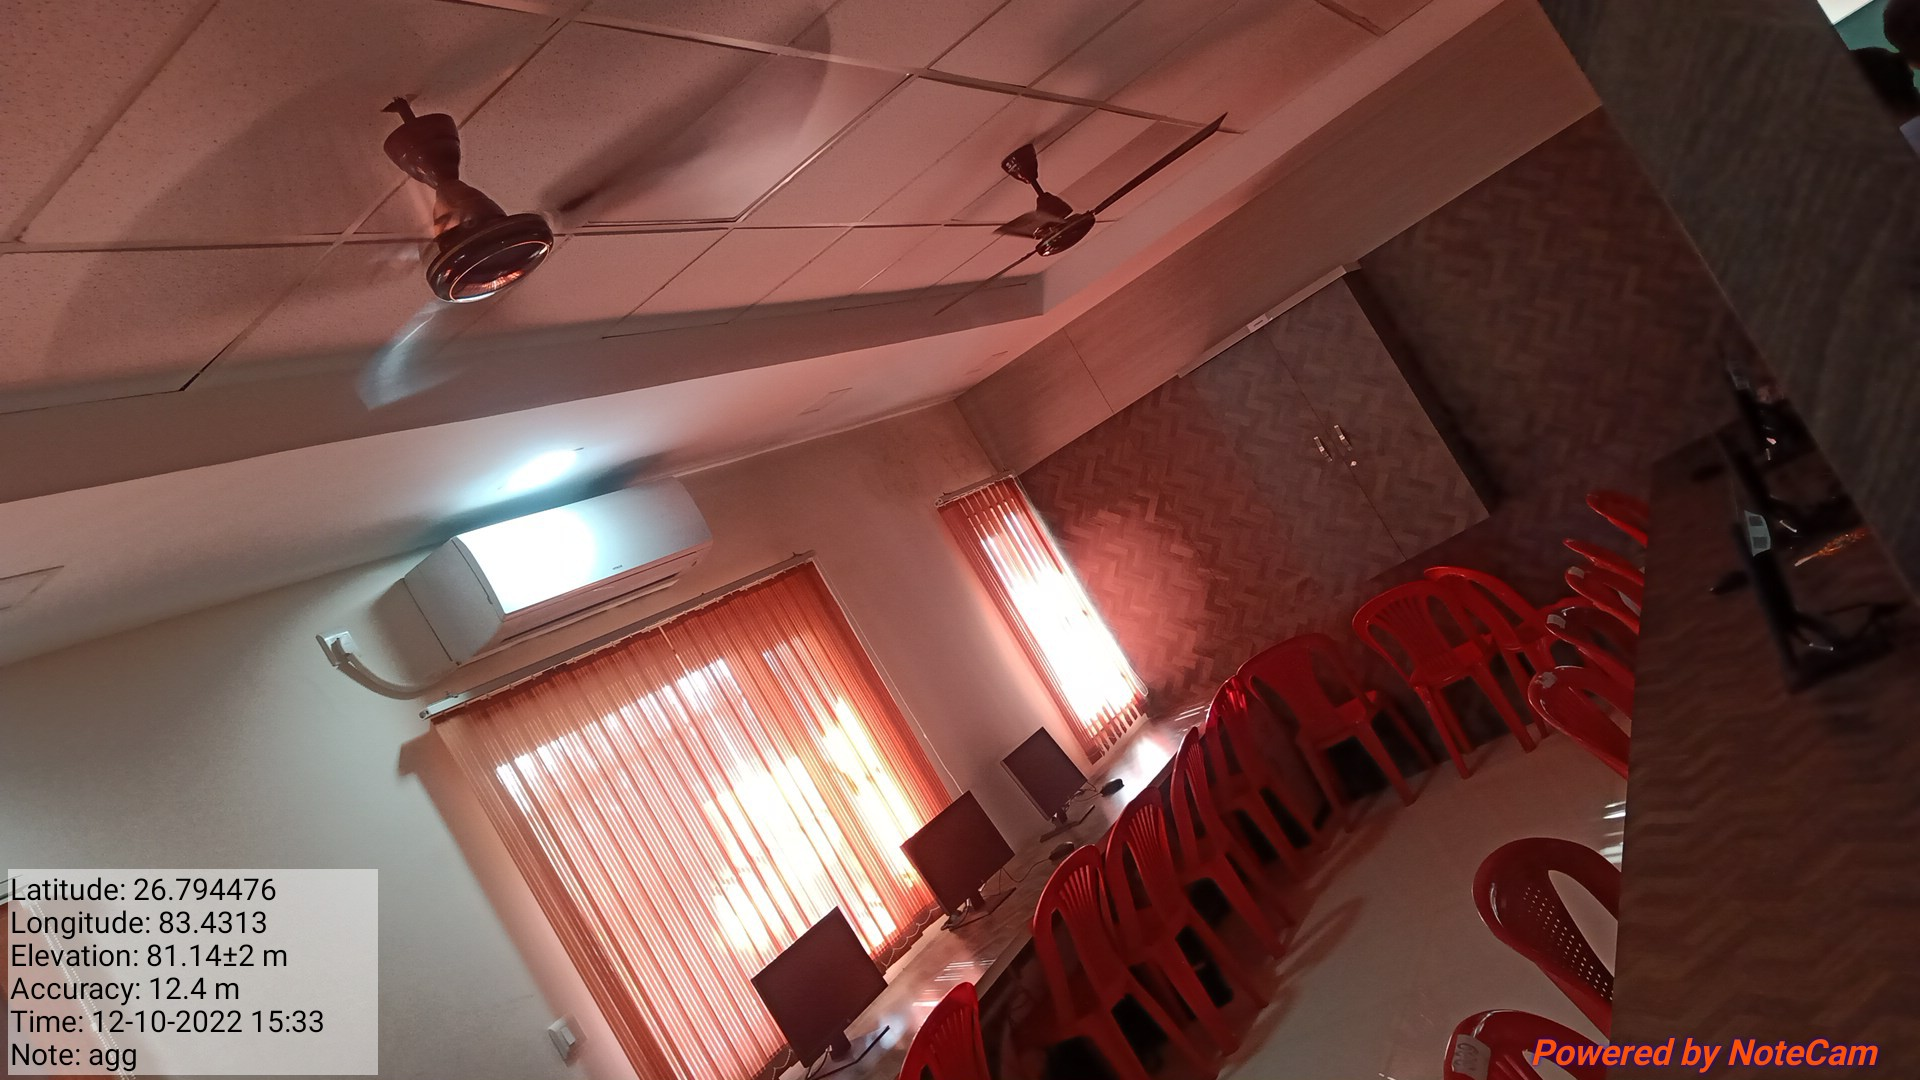 Latitude: 26.794476
Longitude: 83.4313
Elevation: 81.14±2 m
Accuracy: 12.4 m
Time: 12-10-2022 15:33
Note: agg
Powered by NoteCam